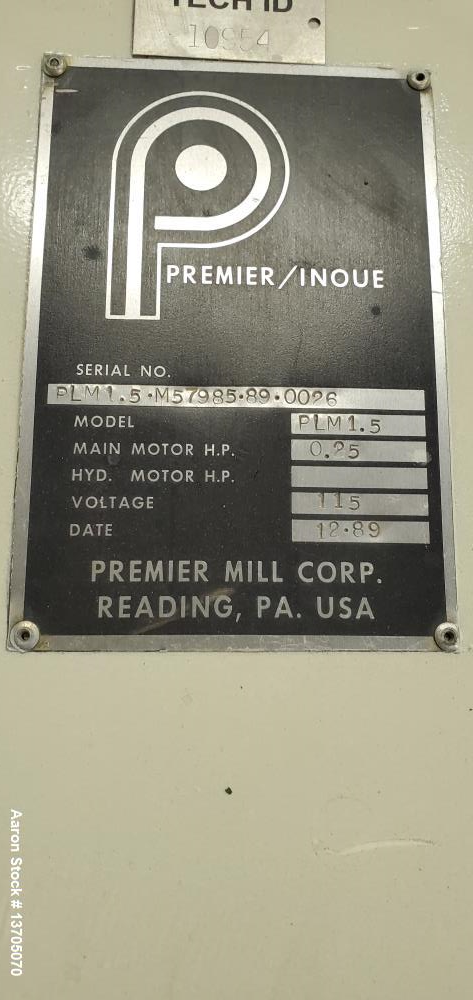 TECH ID
10954
PREMIER/INOUE
SERIAL NO.
PLM1.5·M57985·89·0026
MODEL PLM1.5
MAIN MOTOR H.P. 0.25
HYD. MOTOR H.P.
VOLTAGE 115
DATE 12·89
PREMIER MILL CORP.
READING, PA. USA
Aaron Stock # 13705070